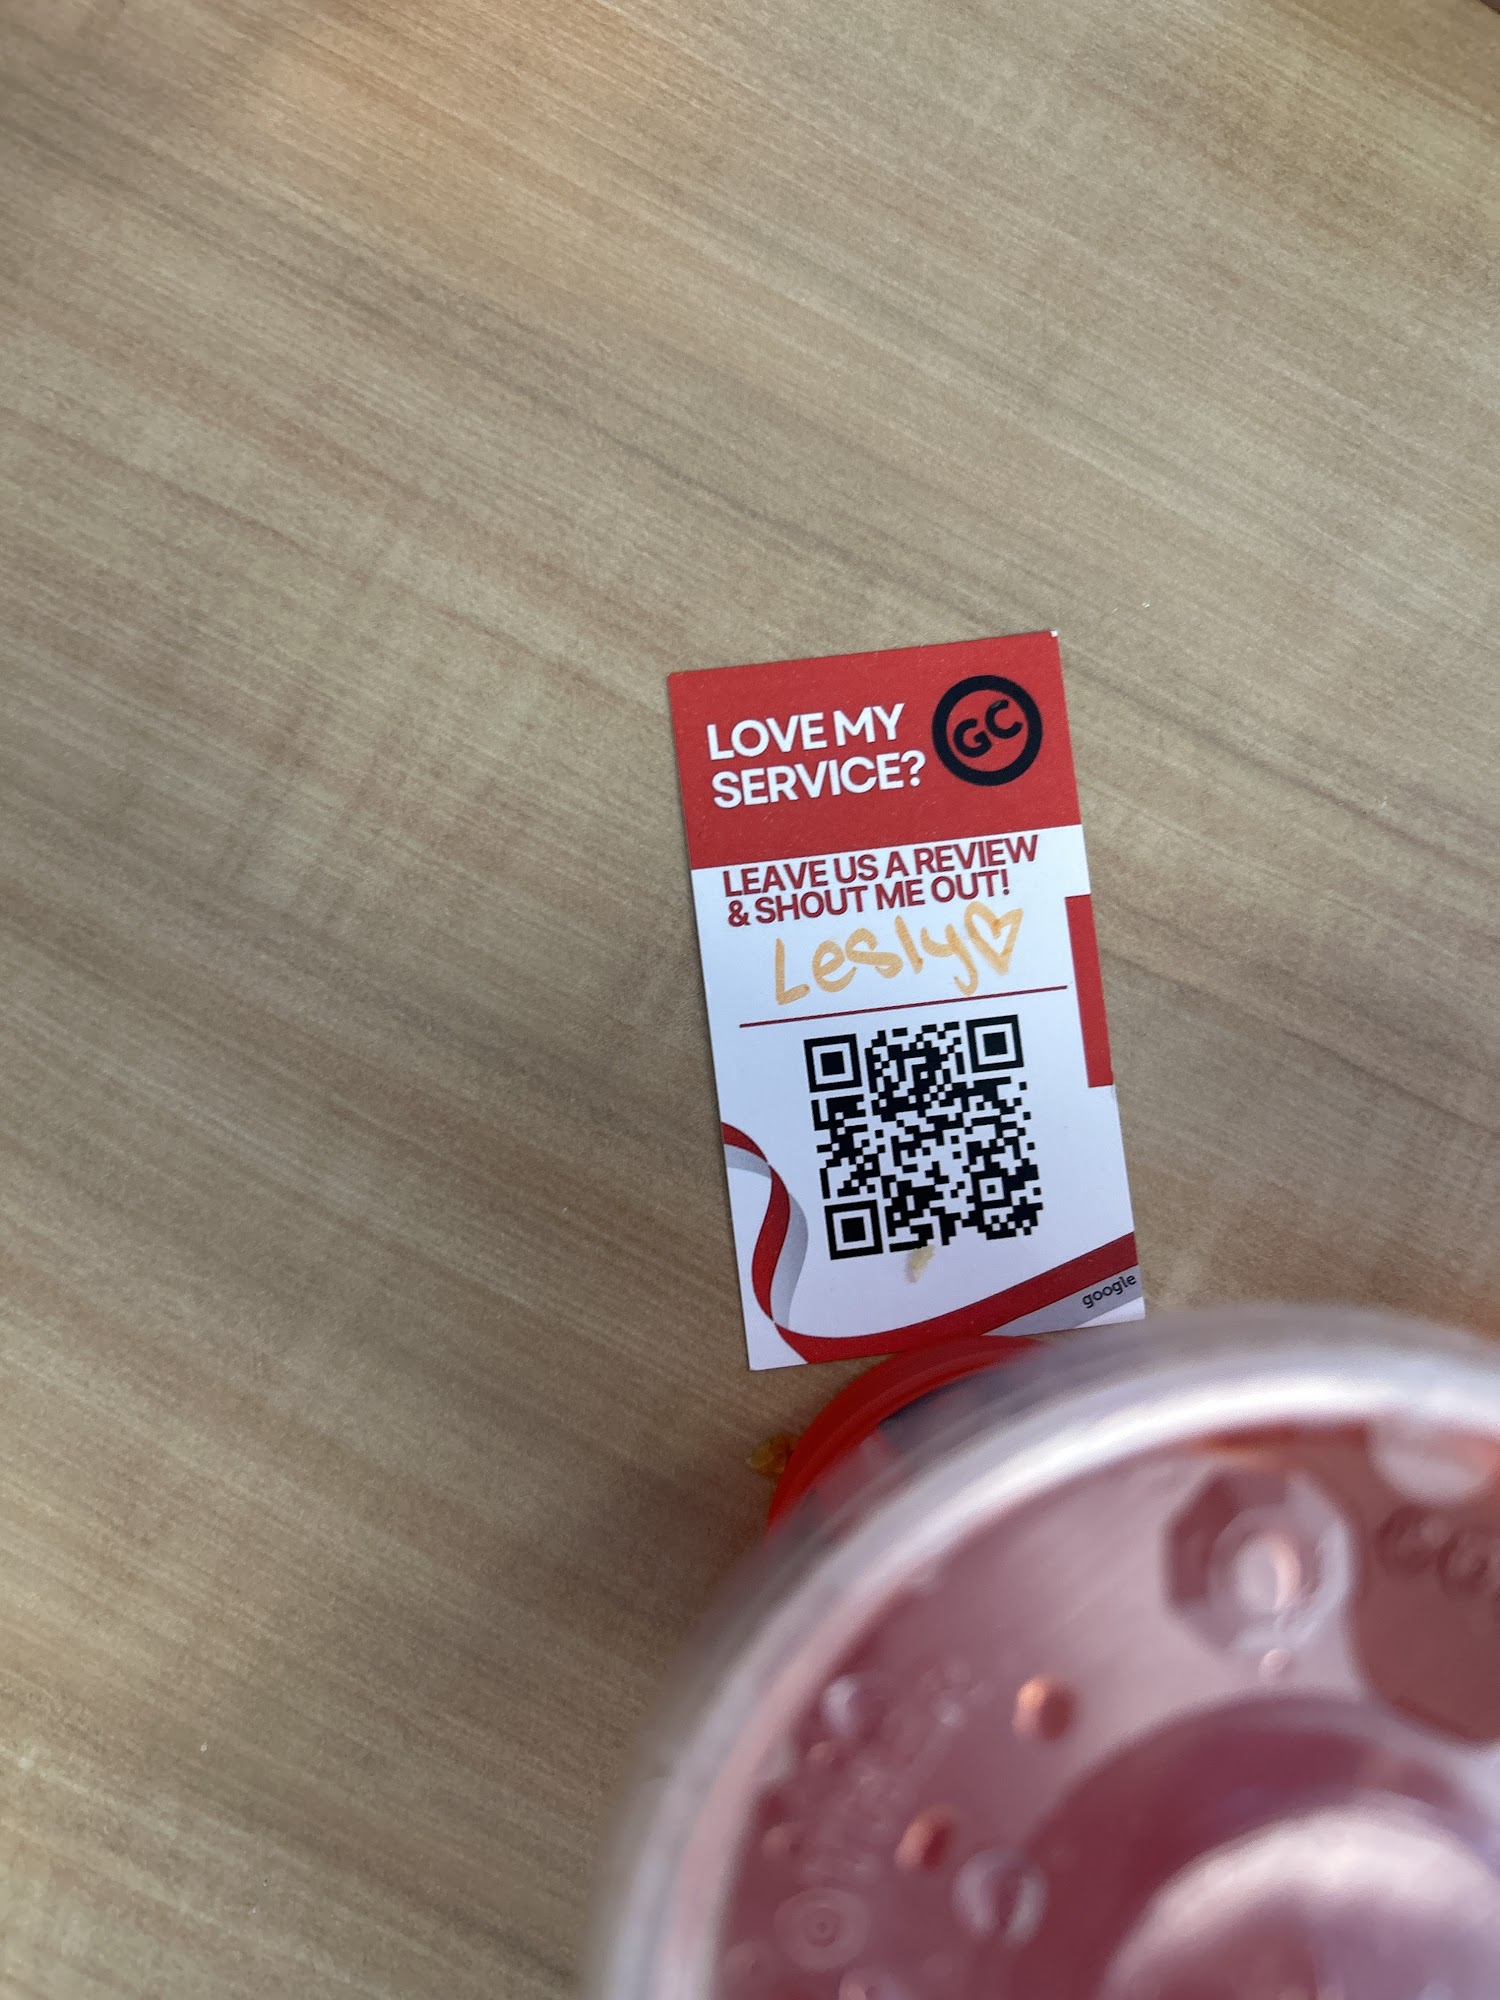 LOVE MY
SERVICE?
GC
LEAVE US A REVIEW
& SHOUT ME OUT!
Lesly♡
google